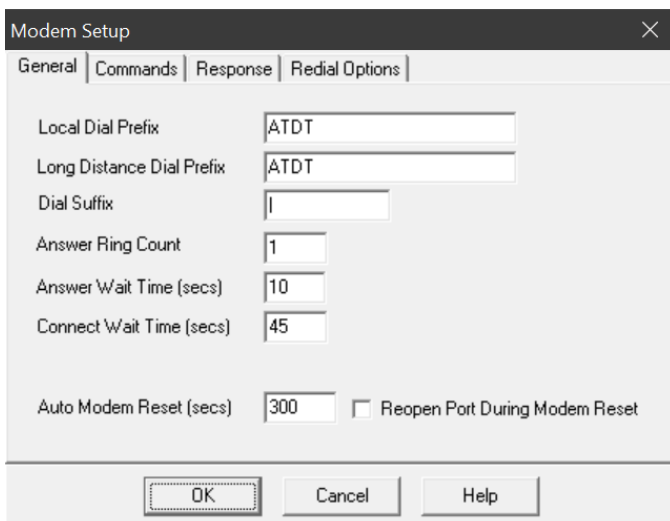 Modem Setup
General Commands Response Redial Options
Local Dial Prefix ATDT
Long Distance Dial Prefix ATDT
Dial Suffix
Answer Ring Count 1
Answer Wait Time (secs) 10
Connect Wait Time (secs) 45
Auto Modem Reset (secs) 300 Reopen Port During Modem Reset
OK Cancel Help